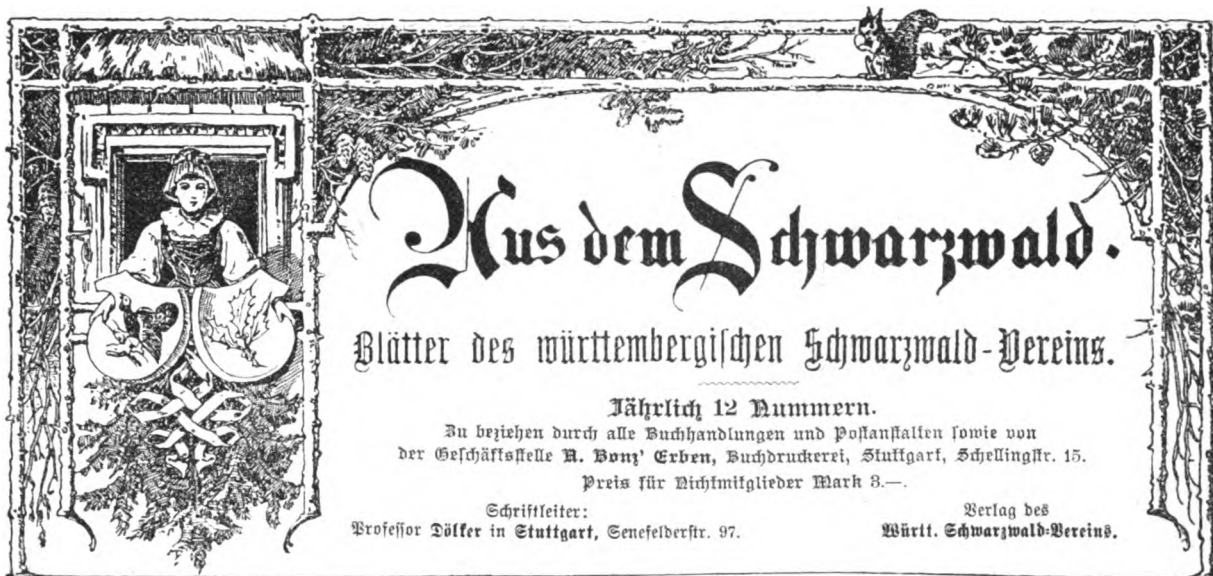 Aus dem Schwarzwald.
Blätter des württembergischen Schwarzwald-Vereins.
Jährlich 12 Nummern.
Zu beziehen durch alle Buchhandlungen und Postanstalten sowie von
der Geschäftsstelle A. Bonz' Erben, Buchdruckerei, Stuttgart, Schellingstr. 15.
Preis für Nichtmitglieder Mark 3.—.
Schriftleiter:
Professor Dölker in Stuttgart, Senefelderstr. 97.
Verlag des
Württ. Schwarzwald-Vereins.